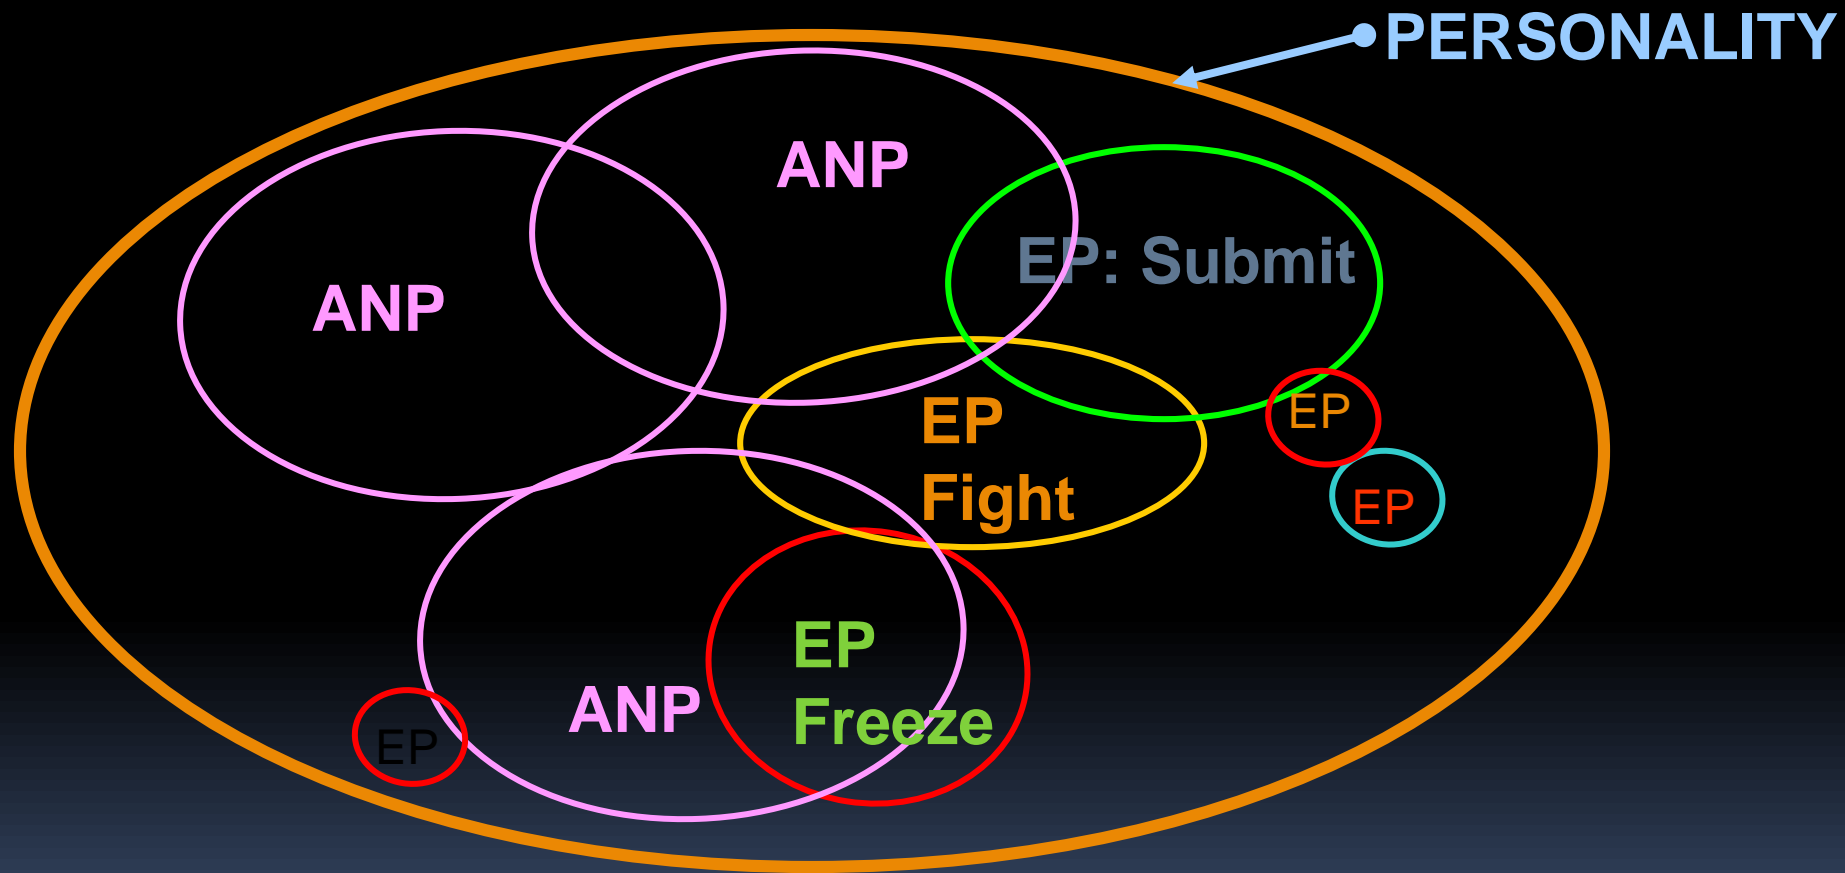 PERSONALITY
ANP
EP: Submit
ANP
EP
Fight
EP
EP
EP
Freeze
ANP
EP